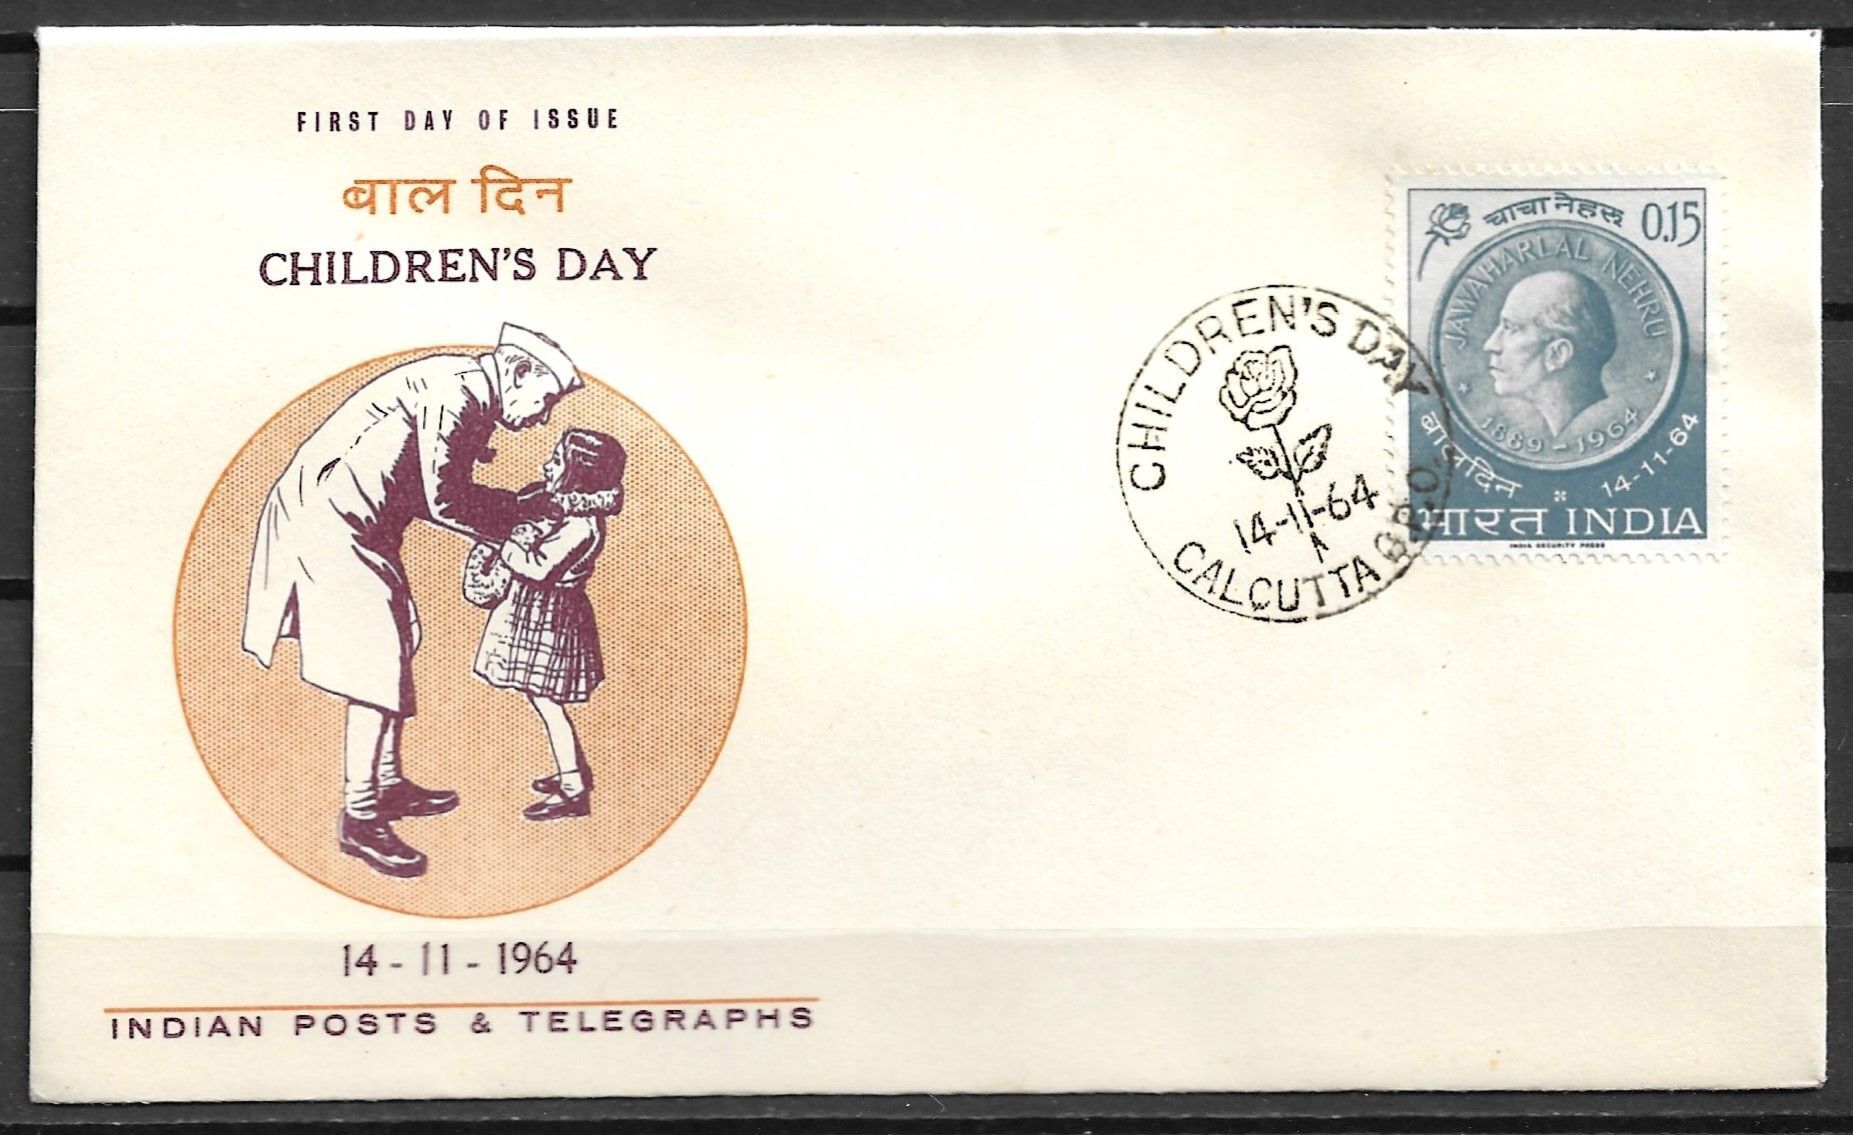 FIRST DAY OF ISSUE
बाल दिन
CHILDREN'S DAY
14 - 11 - 1964
INDIAN POSTS & TELEGRAPHS
CHILDREN'S DAY
14-11-64
A
CALCUTTA G.P.O.
चाचा नेहरू 0.15
JAWAHARLAL NEHRU
1889-1964
बाल दिन 14-11-64
भारत INDIA
INDIA SECURITY PRESS